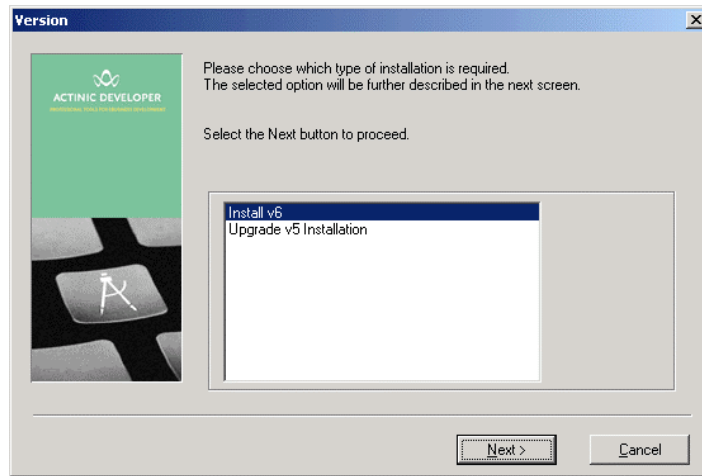 Version
ACTINIC DEVELOPER
Please choose which type of installation is required.
The selected option will be further described in the next screen.
Select the Next button to proceed.
Install v6
Upgrade v5 Installation
Next >
Cancel